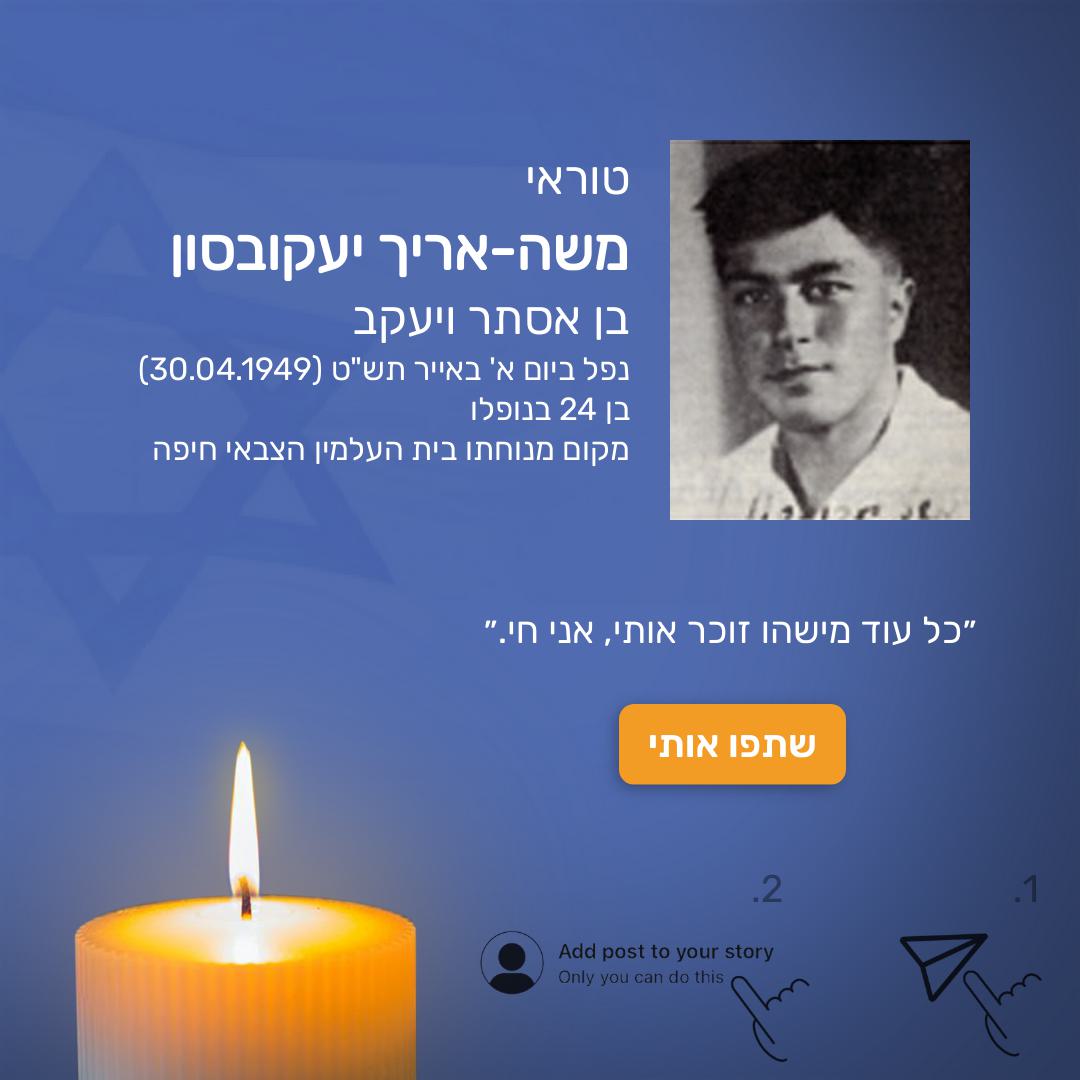 טוראי
משה-אריך יעקובסון
בן אסתר ויעקב
נפל ביום א' באייר תש"ט (30.04.1949)
בן 24 בנופלו
מקום מנוחתו בית העלמין הצבאי חיפה
״כל עוד מישהו זוכר אותי, אני חי.״
שתפו אותי
1.
2.
Add post to your story
Only you can do this